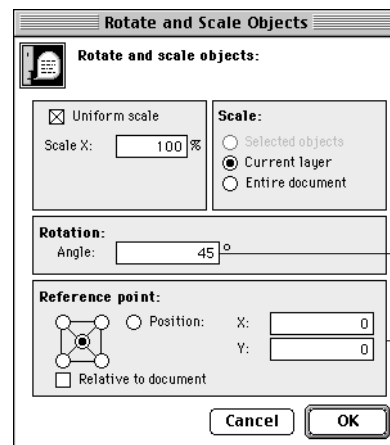 Rotate and Scale Objects
Rotate and scale objects:
Uniform scale
Scale X: 100 %
Scale:
Selected objects
Current layer
Entire document
Rotation:
Angle: 45 °
Reference point:
Position: X: 0
Y: 0
Relative to document
Cancel OK